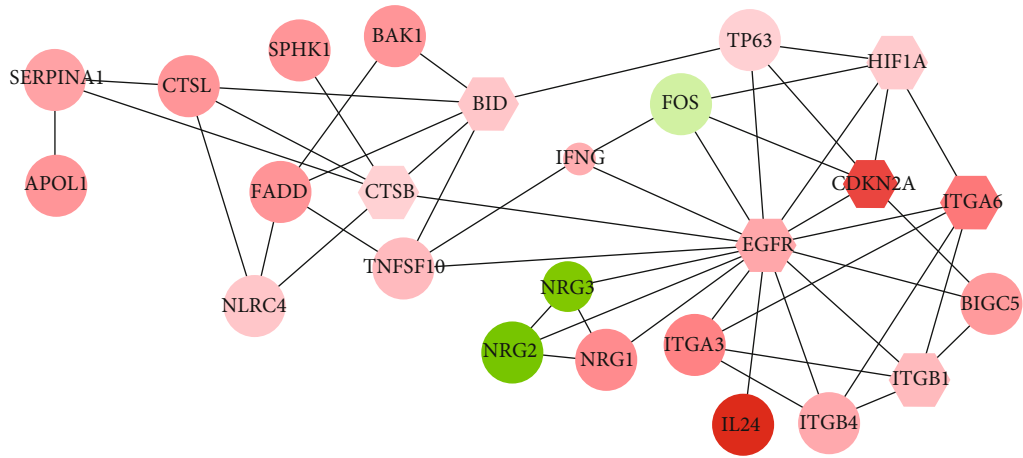 BAK1
SPHK1
TP63
HIF1A
SERPINA1
CTSL
BID
FOS
IFNG
APOL1
FADD
CTSB
CDKN2A
ITGA6
EGFR
TNFSF10
NRG3
NLRC4
BIGC5
NRG2
NRG1
ITGA3
ITGB1
IL24
ITGB4